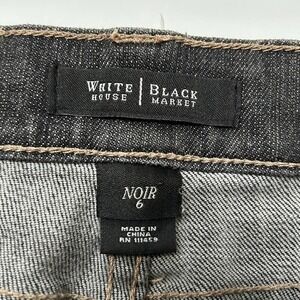 WHITE | BLACK
HOUSE | MARKET
NOIR
6
MADE IN
CHINA
RN 111459